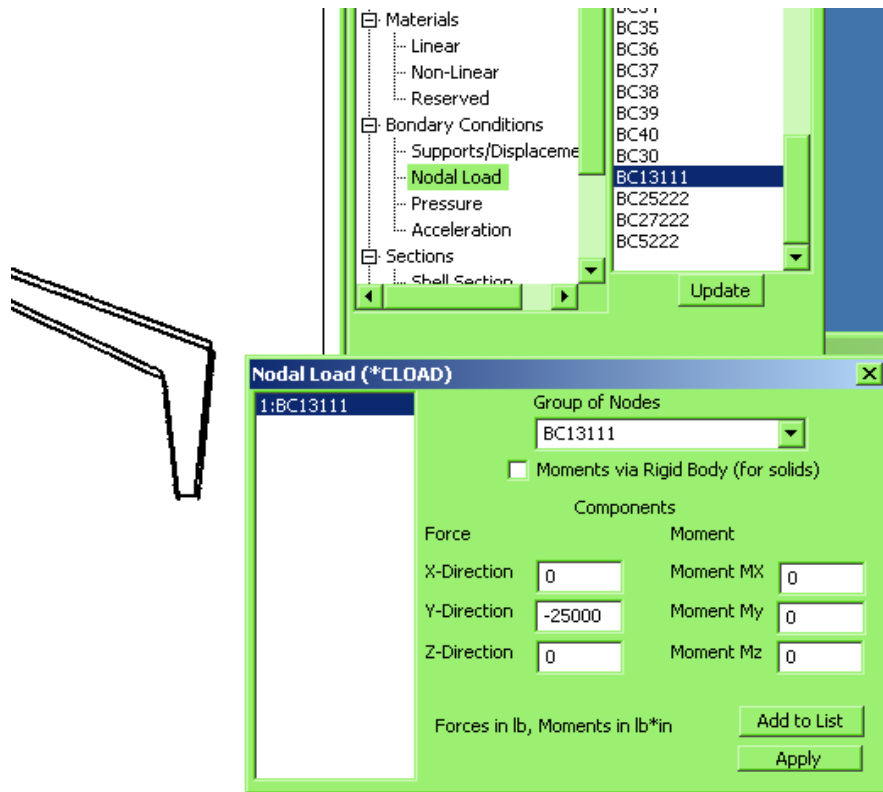 Materials
Linear
Non-Linear
Reserved
Bondary Conditions
Supports/Displaceme
Nodal Load
Pressure
Acceleration
Sections
Shell Section
BC35
BC36
BC37
BC38
BC39
BC40
BC30
BC13111
BC25222
BC27222
BC5222
Update
Nodal Load (*CLOAD)
1:BC13111
Group of Nodes
BC13111
Moments via Rigid Body (for solids)
Components
Force Moment
X-Direction 0 Moment MX 0
Y-Direction -25000 Moment My 0
Z-Direction 0 Moment Mz 0
Forces in lb, Moments in lb*in
Add to List
Apply